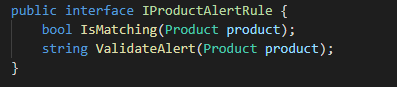 public interface IProductAlertRule {
    bool IsMatching(Product product);
    string ValidateAlert(Product product);
}